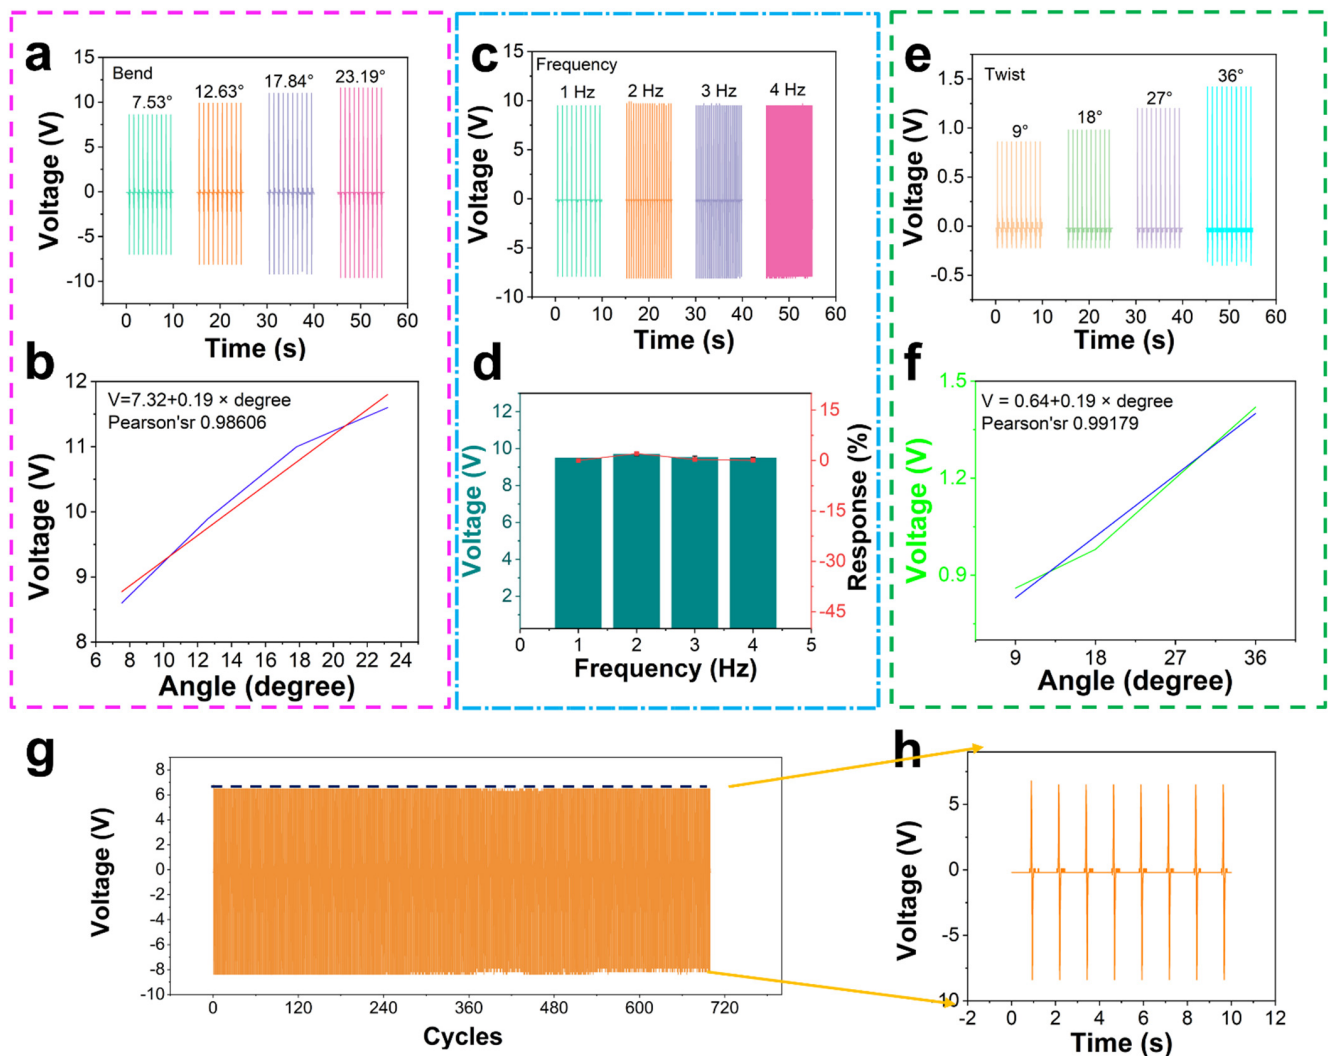 a
Bend
7.53°
12.63°
17.84°
23.19°
15
10
5
0
-5
-10
Voltage (V)
0 10 20 30 40 50 60
Time (s)
b
V=7.32+0.19 × degree
Pearson'sr 0.98606
12
11
10
9
8
Voltage (V)
6 8 10 12 14 16 18 20 22 24
Angle (degree)
c
Frequency
1 Hz
2 Hz
3 Hz
4 Hz
15
10
5
0
-5
-10
Voltage (V)
0 10 20 30 40 50 60
Time (s)
d
12
10
8
6
4
2
Voltage (V)
15
0
-15
-30
-45
Response (%)
0 1 2 3 4 5
Frequency (Hz)
e
Twist
9°
18°
27°
36°
1.5
1.0
0.5
0.0
-0.5
Voltage (V)
0 10 20 30 40 50 60
Time (s)
f
V = 0.64+0.19 × degree
Pearson'sr 0.99179
1.5
1.2
0.9
Voltage (V)
9 18 27 36
Angle (degree)
g
8
6
4
2
0
-2
-4
-6
-8
-10
Voltage (V)
0 120 240 360 480 600 720
Cycles
h
5
0
-5
10
Voltage (V)
-2 0 2 4 6 8 10 12
Time (s)